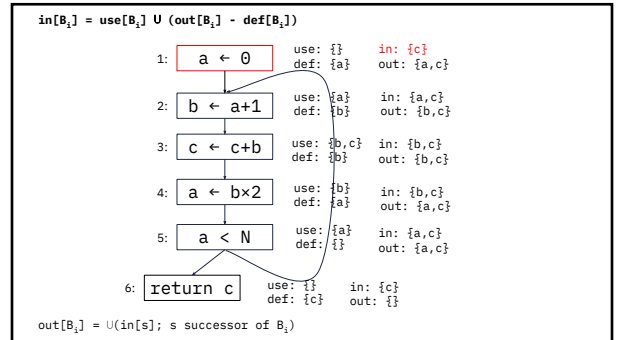 in[Bᵢ] = use[Bᵢ] ∪ (out[Bᵢ] - def[Bᵢ])
1: a ← 0 use: {} in: {c}
def: {a} out: {a,c}
2: b ← a+1 use: {a} in: {a,c}
def: {b} out: {b,c}
3: c ← c+b use: {b,c} in: {b,c}
def: {b} out: {b,c}
4: a ← b×2 use: {b} in: {b,c}
def: {a} out: {a,c}
5: a < N use: {a} in: {a,c}
def: {} out: {a,c}
6: return c use: {} in: {c}
def: {c} out: {}
out[Bᵢ] = ∪(in[s]; s successor of Bᵢ)